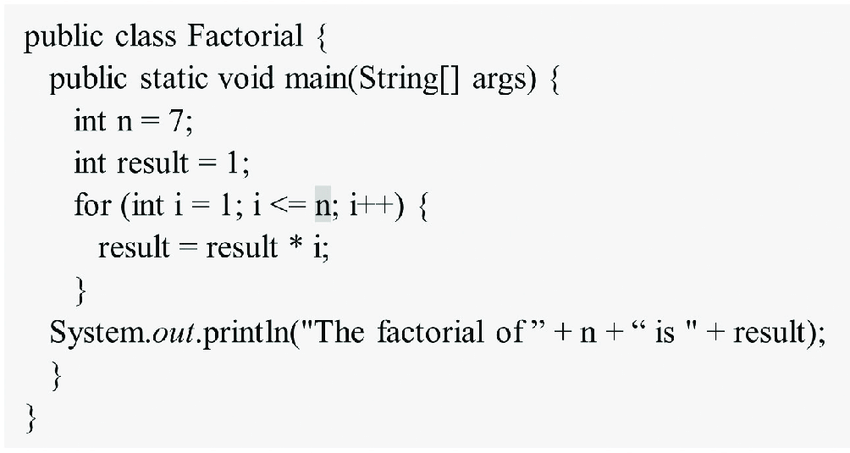 public class Factorial {
public static void main(String[] args) {
int n = 7;
int result = 1;
for (int i = 1; i <= n; i++) {
result = result * i;
}
System.out.println("The factorial of” + n + “ is " + result);
}
}